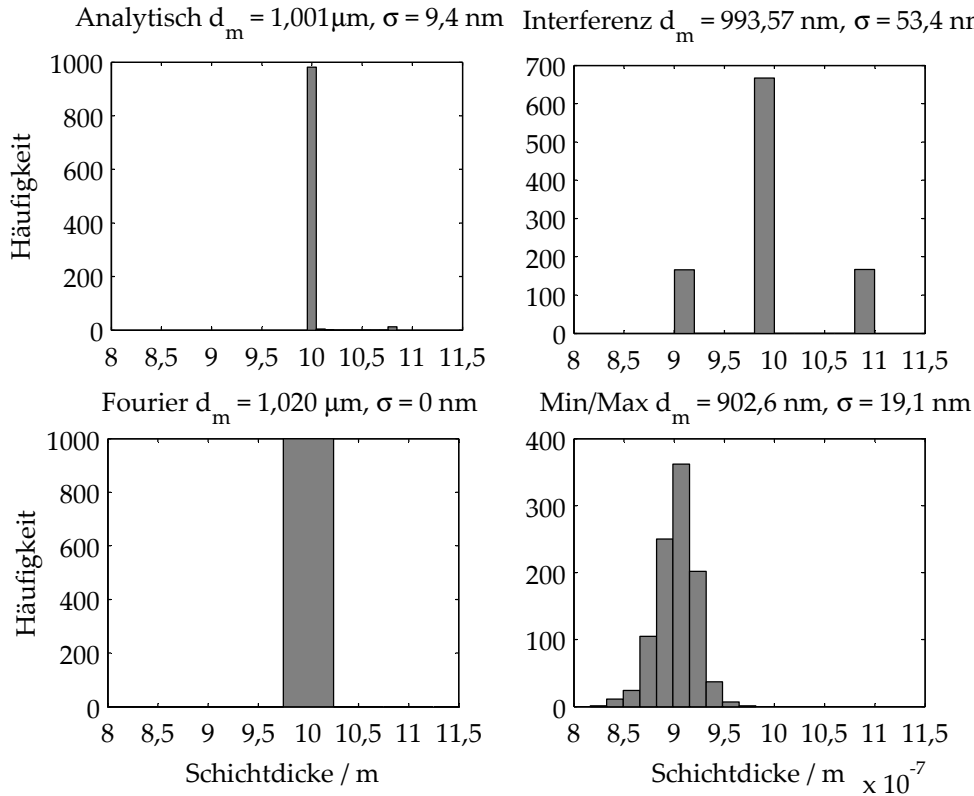 Analytisch d_m = 1,001µm, σ = 9,4 nm
Interferenz d_m = 993,57 nm, σ = 53,4 nm
Häufigkeit
1000
800
600
400
200
0
8 8,5 9 9,5 10 10,5 11 11,5
700
600
500
400
300
200
100
0
8 8,5 9 9,5 10 10,5 11 11,5
Fourier d_m = 1,020 µm, σ = 0 nm
Min/Max d_m = 902,6 nm, σ = 19,1 nm
Häufigkeit
1000
800
600
400
200
0
8 8,5 9 9,5 10 10,5 11 11,5
Schichtdicke / m
400
300
200
100
0
8 8,5 9 9,5 10 10,5 11 11,5
Schichtdicke / m x 10^-7